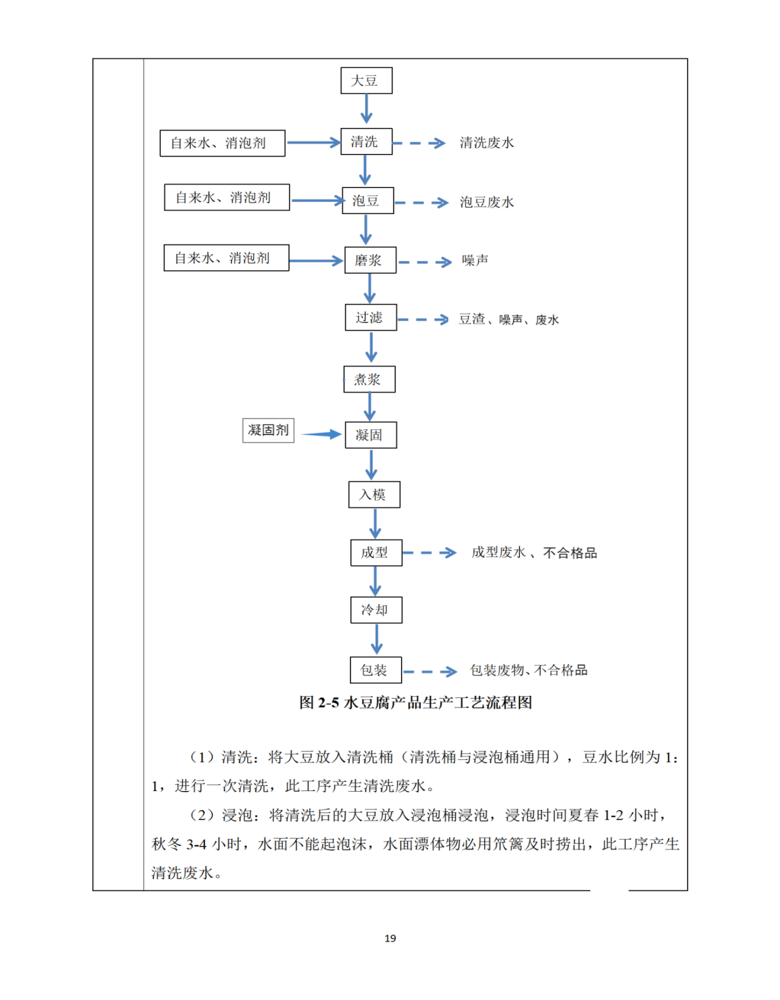 大豆
自来水、消泡剂
清洗
清洗废水
自来水、消泡剂
泡豆
泡豆废水
自来水、消泡剂
磨浆
噪声
过滤
豆渣、噪声、废水
煮浆
凝固剂
凝固
入模
成型
成型废水、不合格品
冷却
包装
包装废物、不合格品
图 2-5 水豆腐产品生产工艺流程图
（1）清洗：将大豆放入清洗桶（清洗桶与浸泡桶通用），豆水比例为 1：
1，进行一次清洗，此工序产生清洗废水。
（2）浸泡：将清洗后的大豆放入浸泡桶浸泡，浸泡时间夏春 1-2 小时，
秋冬 3-4 小时，水面不能起泡沫，水面漂体物必用笊篱及时捞出，此工序产生
清洗废水。
19